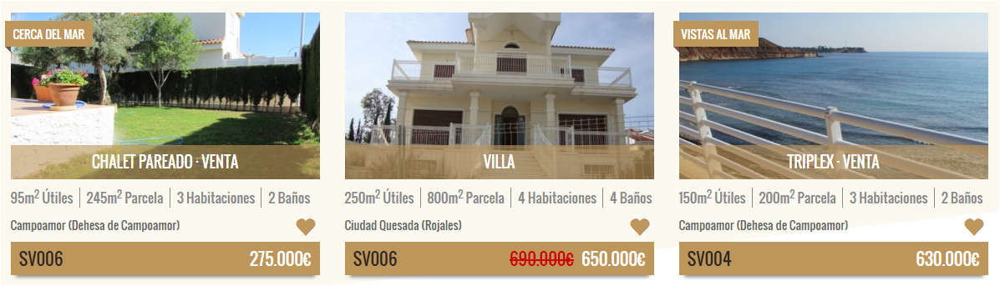 CERCA DEL MAR
CHALET PAREADO · VENTA
95m² Útiles | 245m² Parcela | 3 Habitaciones | 2 Baños
Campoamor (Dehesa de Campoamor)
SV006 275.000€
VILLA
250m² Útiles | 800m² Parcela | 4 Habitaciones | 4 Baños
Ciudad Quesada (Rojales)
SV006 690.000€ 650.000€
VISTAS AL MAR
TRIPLEX · VENTA
150m² Útiles | 200m² Parcela | 3 Habitaciones | 2 Baños
Campoamor (Dehesa de Campoamor)
SV004 630.000€